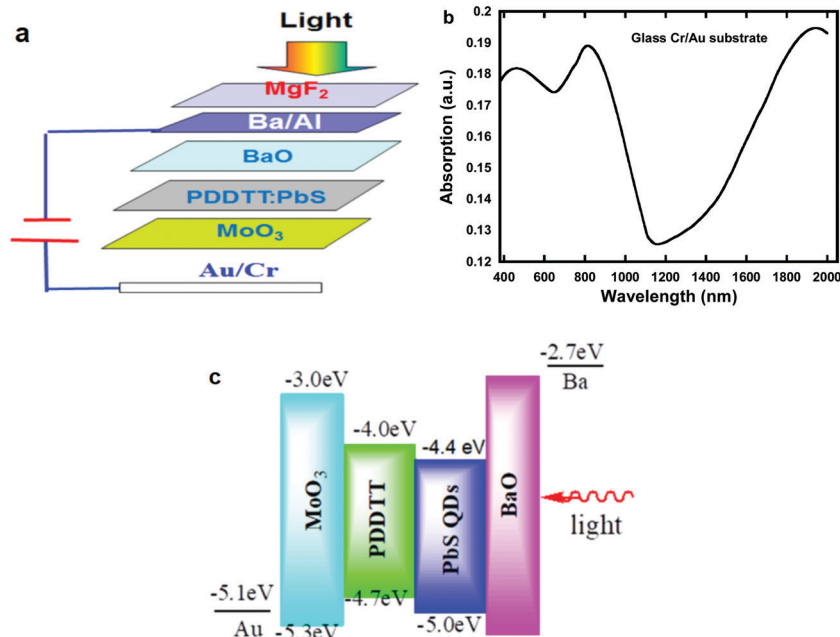 a
Light
MgF2
Ba/Al
BaO
PDDTT:PbS
MoO3
Au/Cr
b
0.2
0.19
0.18
0.17
0.16
0.15
0.14
0.13
0.12
Absorption (a.u.)
Glass Cr/Au substrate
400 600 800 1000 1200 1400 1600 1800 2000
Wavelength (nm)
c
-2.7eV
Ba
-3.0eV
-4.0eV
-4.4 eV
MoO3
PDDTT
PbS QDs
BaO
light
-5.1eV
Au
-5.3eV
-4.7eV
-5.0eV